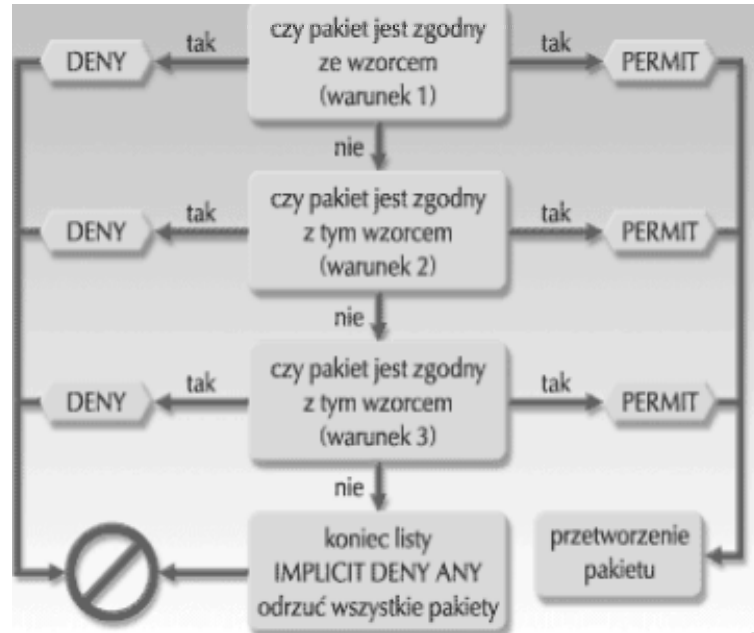 czy pakiet jest zgodny
ze wzorcem
(warunek 1)
DENY
tak
tak
PERMIT
nie
czy pakiet jest zgodny
z tym wzorcem
(warunek 2)
DENY
tak
tak
PERMIT
nie
czy pakiet jest zgodny
z tym wzorcem
(warunek 3)
DENY
tak
tak
PERMIT
nie
koniec listy
IMPLICIT DENY ANY
odrzuć wszystkie pakiety
przetworzenie
pakietu